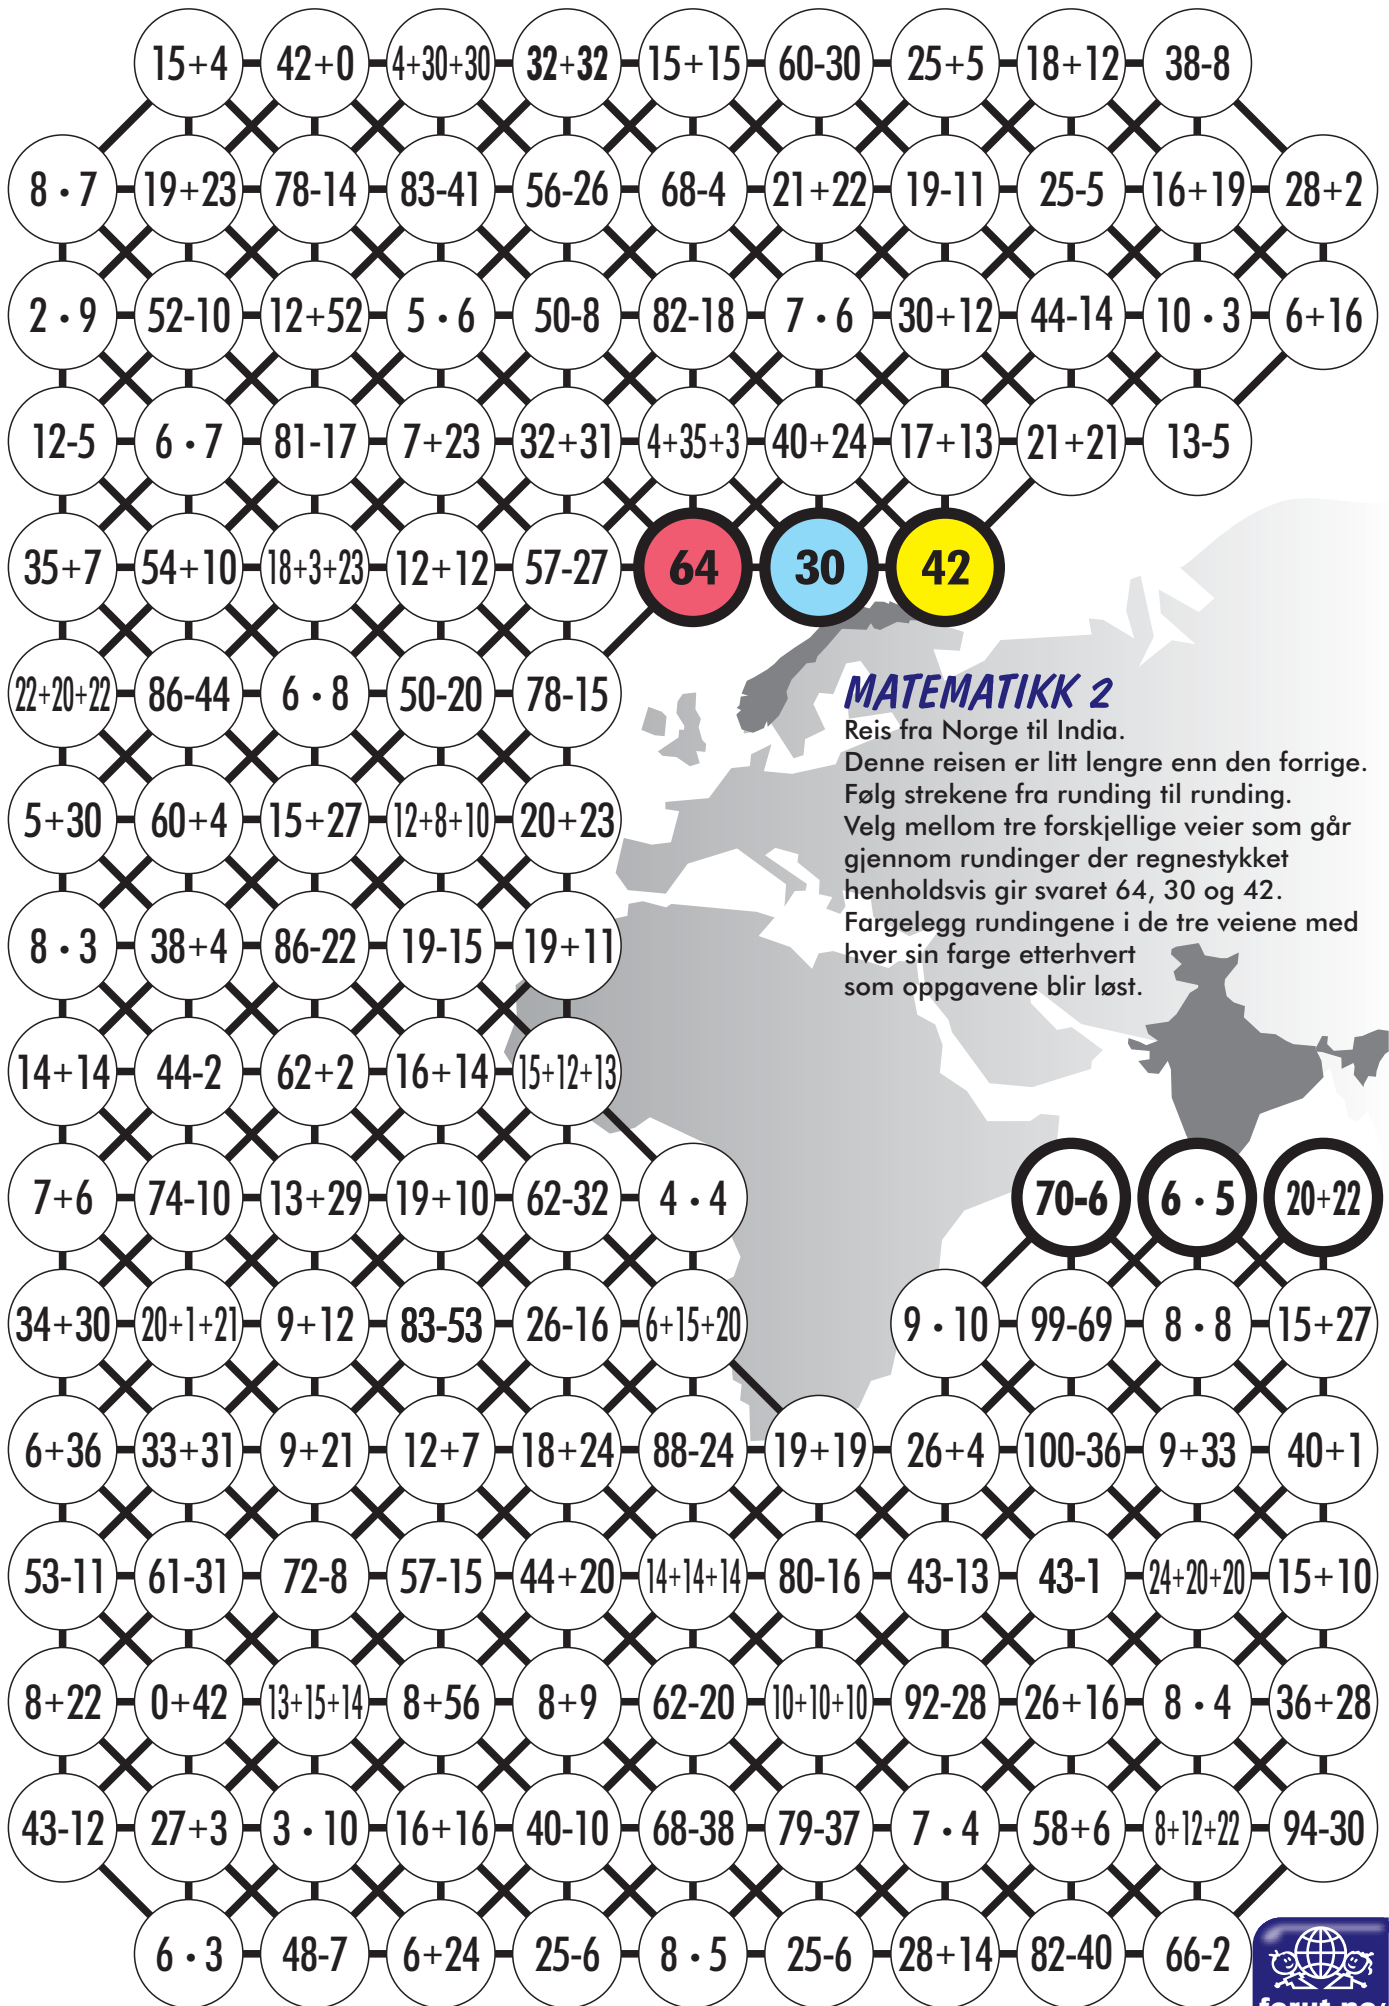 15+4 42+0 4+30+30 32+32 15+15 60-30 25+5 18+12 38-8
8 · 7 19+23 78-14 83-41 56-26 68-4 21+22 19-11 25-5 16+19 28+2
2 · 9 52-10 12+52 5 · 6 50-8 82-18 7 · 6 30+12 44-14 10 · 3 6+16
12-5 6 · 7 81-17 7+23 32+31 4+35+3 40+24 17+13 21+21 13-5
35+7 54+10 18+3+23 12+12 57-27 64 30 42
22+20+22 86-44 6 · 8 50-20 78-15
MATEMATIKK 2
Reis fra Norge til India.
Denne reisen er litt lengre enn den forrige.
Følg strekene fra runding til runding.
Velg mellom tre forskjellige veier som går
gjennom rundinger der regnestykket
henholdsvis gir svaret 64, 30 og 42.
Fargelegg rundingene i de tre veiene med
hver sin farge etterhvert
som oppgavene blir løst.
5+30 60+4 15+27 12+8+10 20+23
8 · 3 38+4 86-22 19-15 19+11
14+14 44-2 62+2 16+14 15+12+13
7+6 74-10 13+29 19+10 62-32 4 · 4 70-6 6 · 5 20+22
34+30 20+1+21 9+12 83-53 26-16 6+15+20 9 · 10 99-69 8 · 8 15+27
6+36 33+31 9+21 12+7 18+24 88-24 19+19 26+4 100-36 9+33 40+1
53-11 61-31 72-8 57-15 44+20 14+14+14 80-16 43-13 43-1 24+20+20 15+10
8+22 0+42 13+15+14 8+56 8+9 62-20 10+10+10 92-28 26+16 8 · 4 36+28
43-12 27+3 3 · 10 16+16 40-10 68-38 79-37 7 · 4 58+6 8+12+22 94-30
6 · 3 48-7 6+24 25-6 8 · 5 25-6 28+14 82-40 66-2